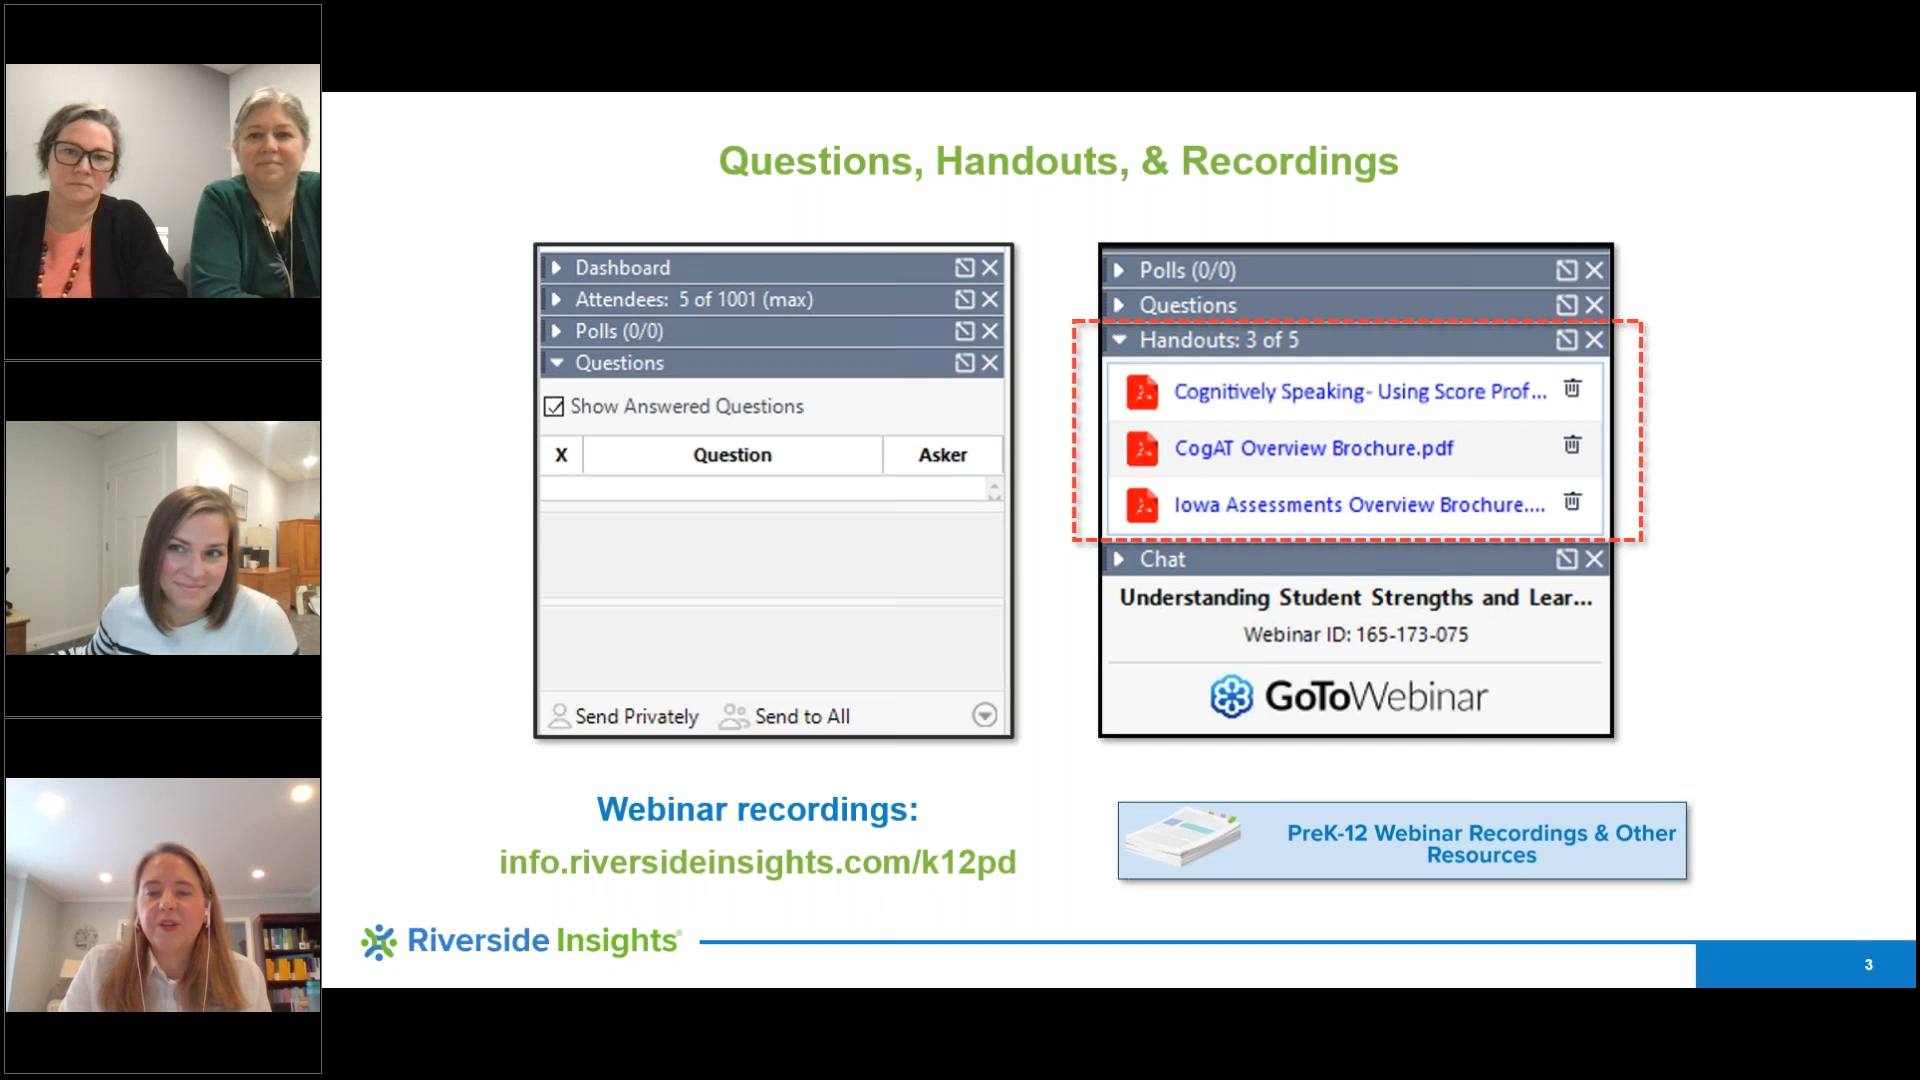 Questions, Handouts, & Recordings
Dashboard
Attendees: 5 of 1001 (max)
Polls (0/0)
Questions
Show Answered Questions
X Question Asker
Send Privately Send to All
Polls (0/0)
Questions
Handouts: 3 of 5
Cognitively Speaking- Using Score Prof...
CogAT Overview Brochure.pdf
Iowa Assessments Overview Brochure....
Chat
Understanding Student Strengths and Lear...
Webinar ID: 165-173-075
GoToWebinar
Webinar recordings:
info.riversideinsights.com/k12pd
PreK-12 Webinar Recordings & Other
Resources
Riverside Insights®
3